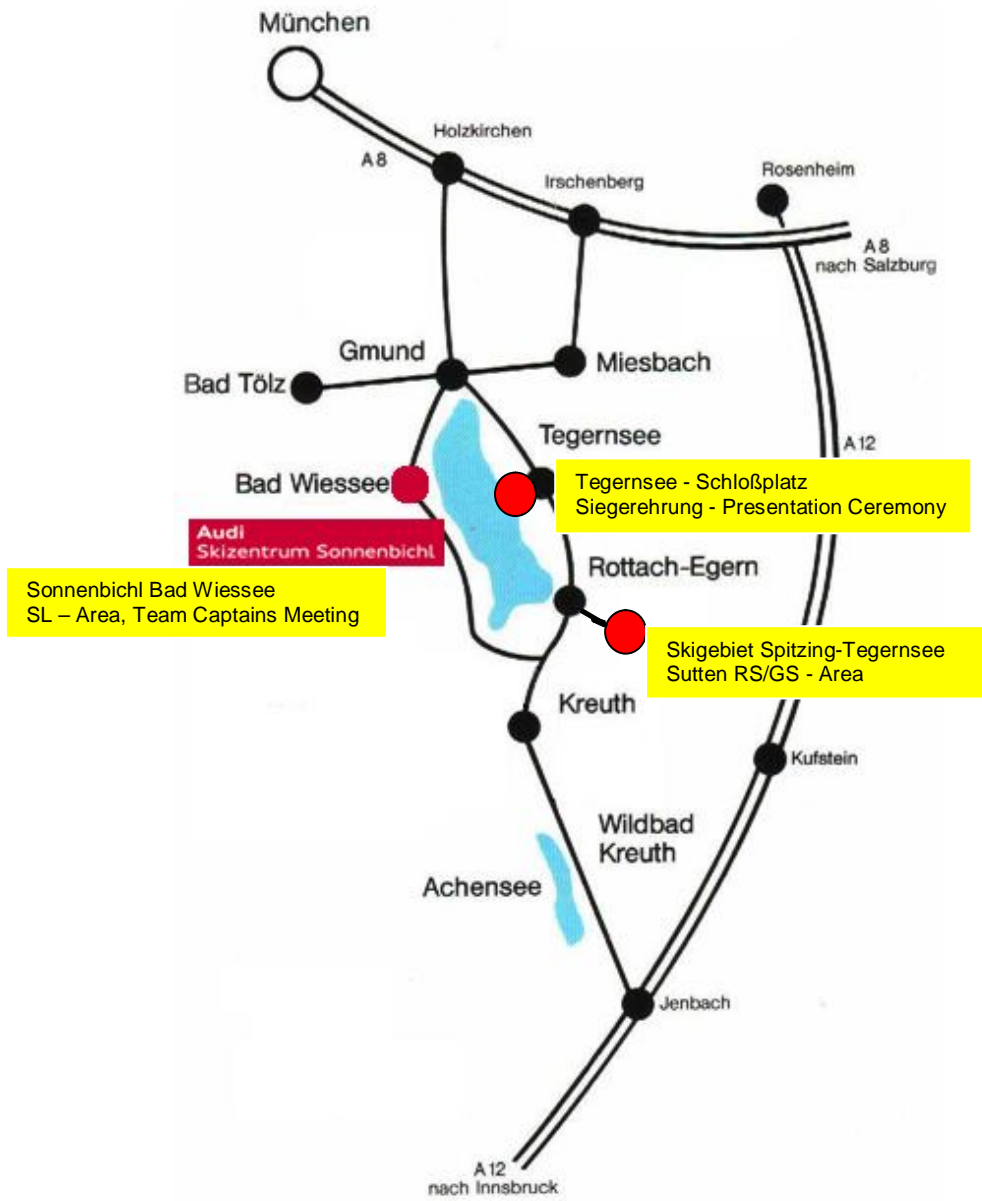 München
Holzkirchen
A 8
Irschenberg
Rosenheim
A 8
nach Salzburg
Gmund
Miesbach
Bad Tölz
Tegernsee
A 12
Bad Wiessee
Tegernsee - Schloßplatz
Siegerehrung - Presentation Ceremony
Audi
Skizentrum Sonnenbichl
Rottach-Egern
Sonnenbichl Bad Wiessee
SL – Area, Team Captains Meeting
Skigebiet Spitzing-Tegernsee
Sutten RS/GS - Area
Kreuth
Kufstein
Wildbad
Kreuth
Achensee
Jenbach
A 12
nach Innsbruck